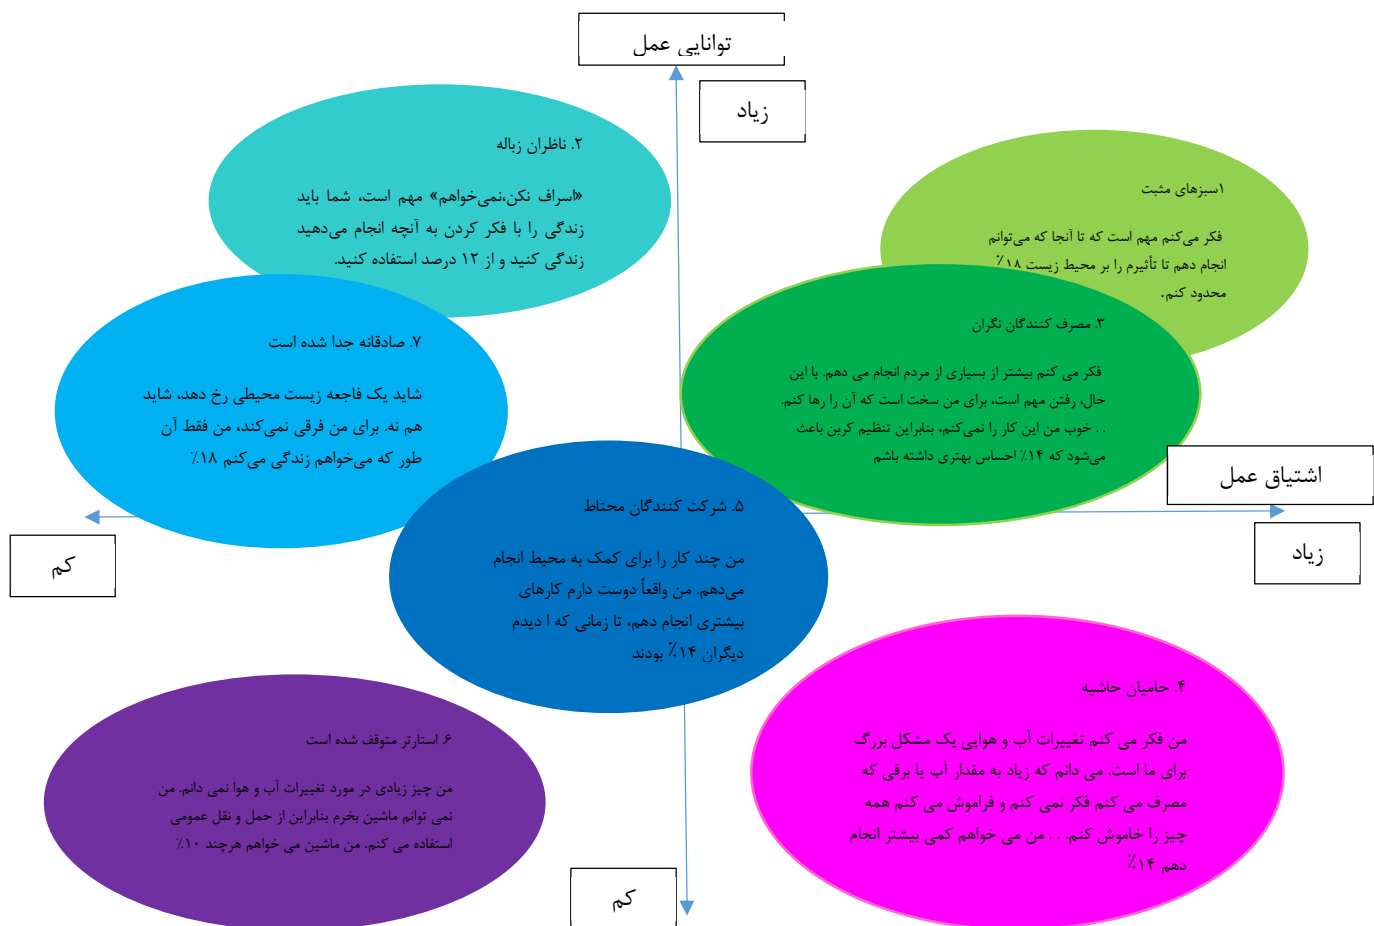 توانایی عمل
زیاد
۲. ناظران زباله
«اسراف نکن،نمی‌خواهم» مهم است، شما باید
زندگی را با فکر کردن به آنچه انجام می‌دهید
زندگی کنید و از ۱۲ درصد استفاده کنید.
۱سبزهای مثبت
فکر می‌کنم مهم است که تا آنجا که می‌توانم
انجام دهم تا تأثیرم را بر محیط زیست ۱۸٪
محدود کنم.
۳. مصرف کنندگان نگران
فکر می کنم بیشتر از بسیاری از مردم انجام می دهم. با این
حال، رفتن مهم است، برای من سخت است که آن را رها کنم.
. . خوب من این کار را نمی‌کنم، بنابراین تنظیم کربن باعث
می‌شود که ۱۴٪ احساس بهتری داشته باشم
۷. صادقانه جدا شده است
شاید یک فاجعه زیست محیطی رخ دهد، شاید
هم نه. برای من فرقی نمی‌کند، من فقط آن
طور که می‌خواهم زندگی می‌کنم ۱۸٪
اشتیاق عمل
زیاد
کم
۵. شرکت کنندگان محتاط
من چند کار را برای کمک به محیط انجام
می‌دهم. من واقعاً دوست دارم کارهای
بیشتری انجام دهم، تا زمانی که ا دیدم
دیگران ۱۴٪ بودند
۴. حامیان حاشیه
من فکر می کنم تغییرات آب و هوایی یک مشکل بزرگ
برای ما است. می دانم که زیاد به مقدار آب یا برقی که
مصرف می کنم فکر نمی کنم و فراموش می کنم همه
چیز را خاموش کنم. . . من می خواهم کمی بیشتر انجام
دهم ۱۴٪
۶. استارتر متوقف شده است
من چیز زیادی در مورد تغییرات آب و هوا نمی دانم. من
نمی توانم ماشین بخرم بنابراین از حمل و نقل عمومی
استفاده می کنم. من ماشین می خواهم هرچند ۱۰٪
کم